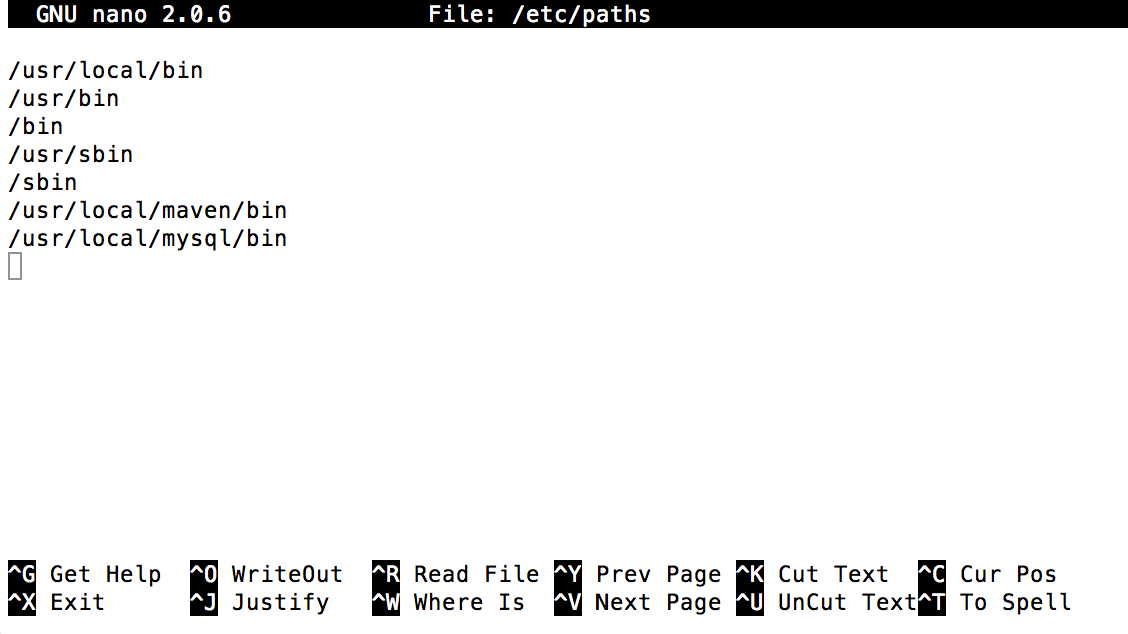 GNU nano 2.0.6 File: /etc/paths
/usr/local/bin
/usr/bin
/bin
/usr/sbin
/sbin
/usr/local/maven/bin
/usr/local/mysql/bin
^G Get Help ^O WriteOut ^R Read File ^Y Prev Page ^K Cut Text ^C Cur Pos
^X Exit ^J Justify ^W Where Is ^V Next Page ^U UnCut Text ^T To Spell